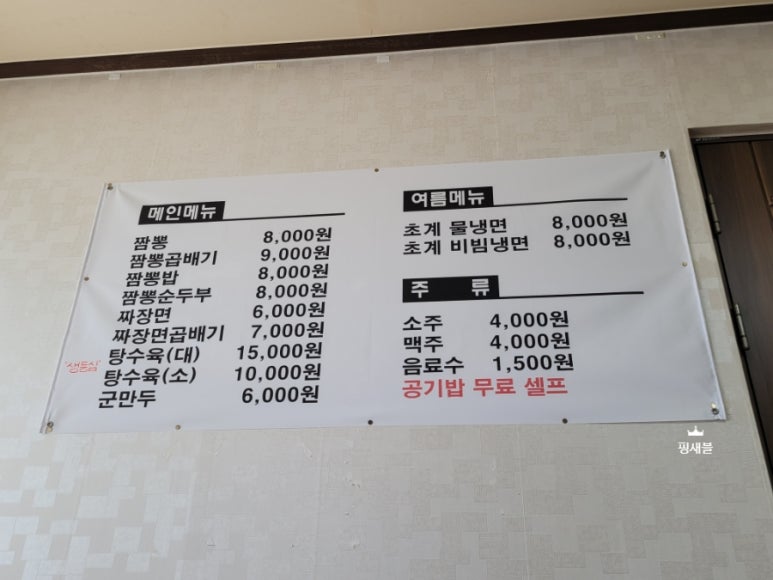 메인메뉴
짬뽕 8,000원
짬뽕곱배기 9,000원
짬뽕밥 8,000원
짬뽕순두부 8,000원
짜장면 6,000원
짜장면곱배기 7,000원
탕수육(대) 15,000원
'생등심'
탕수육(소) 10,000원
군만두 6,000원
여름메뉴
초계 물냉면 8,000원
초계 비빔냉면 8,000원
주 류
소주 4,000원
맥주 4,000원
음료수 1,500원
공기밥 무료 셀프
핑새블